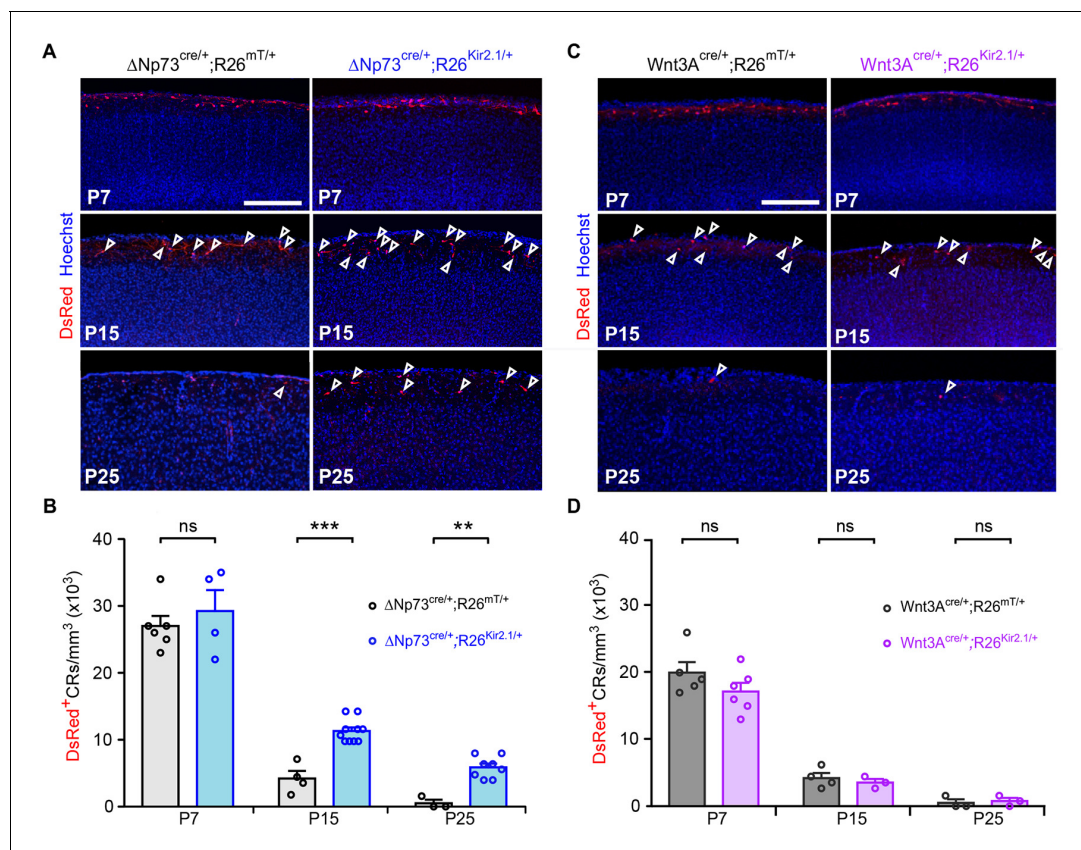 A
ΔNp73cre/+;R26mT/+
ΔNp73cre/+;R26Kir2.1/+
P7
DsRed Hoechst
P15
P25
C
Wnt3Acre/+;R26mT/+
Wnt3Acre/+;R26Kir2.1/+
P7
P7
DsRed Hoechst
P15
P15
P25
P25
P7
P15
P25
B
ns
***
**
DsRed+CRs/mm3 (x103)
40
30
20
10
0
ΔNp73cre/+;R26mT/+
ΔNp73cre/+;R26Kir2.1/+
P7
P15
P25
D
ns
ns
ns
DsRed+CRs/mm3 (x103)
40
30
20
10
0
Wnt3Acre/+;R26mT/+
Wnt3Acre/+;R26Kir2.1/+
P7
P15
P25